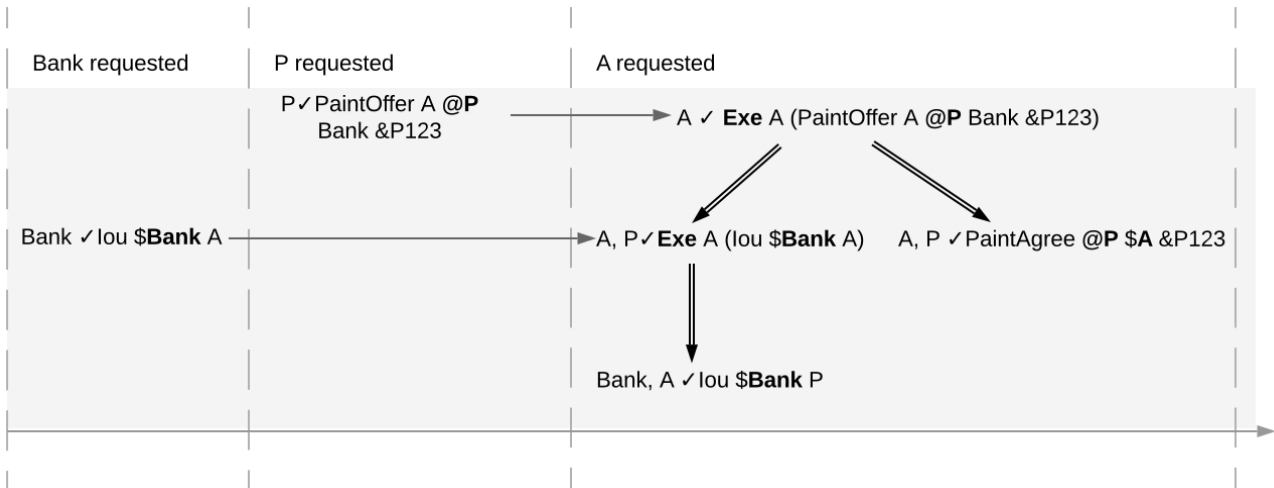 Bank requested
P requested
A requested
P✓PaintOffer A @P
Bank &P123
A ✓ Exe A (PaintOffer A @P Bank &P123)
Bank ✓Iou $Bank A
A, P✓Exe A (Iou $Bank A)
A, P ✓PaintAgree @P $A &P123
Bank, A ✓Iou $Bank P